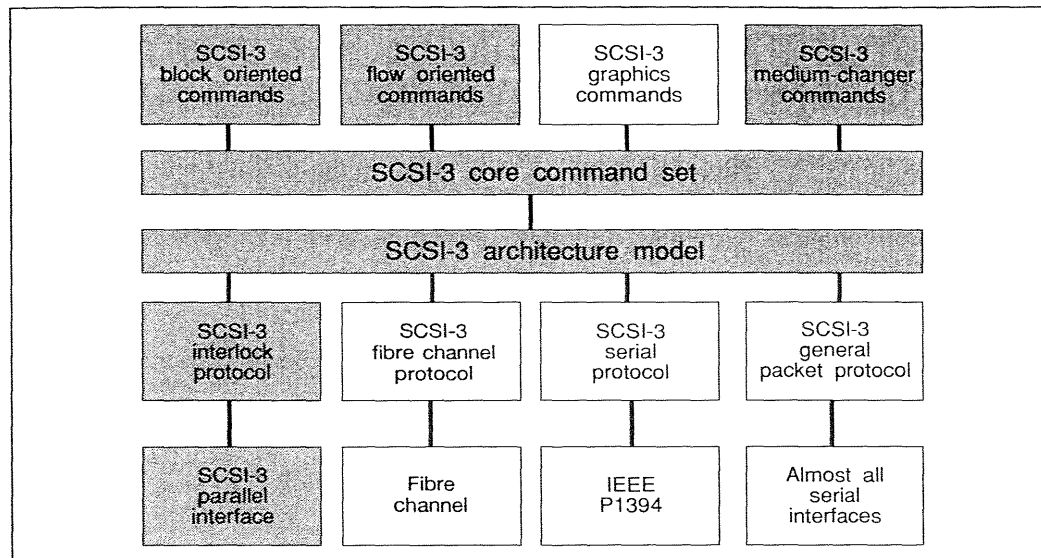 SCSI-3
block oriented
commands
SCSI-3
flow oriented
commands
SCSI-3
graphics
commands
SCSI-3
medium-changer
commands
SCSI-3 core command set
SCSI-3 architecture model
SCSI-3
interlock
protocol
SCSI-3
fibre channel
protocol
SCSI-3
serial
protocol
SCSI-3
general
packet protocol
SCSI-3
parallel
interface
Fibre
channel
IEEE
P1394
Almost all
serial
interfaces